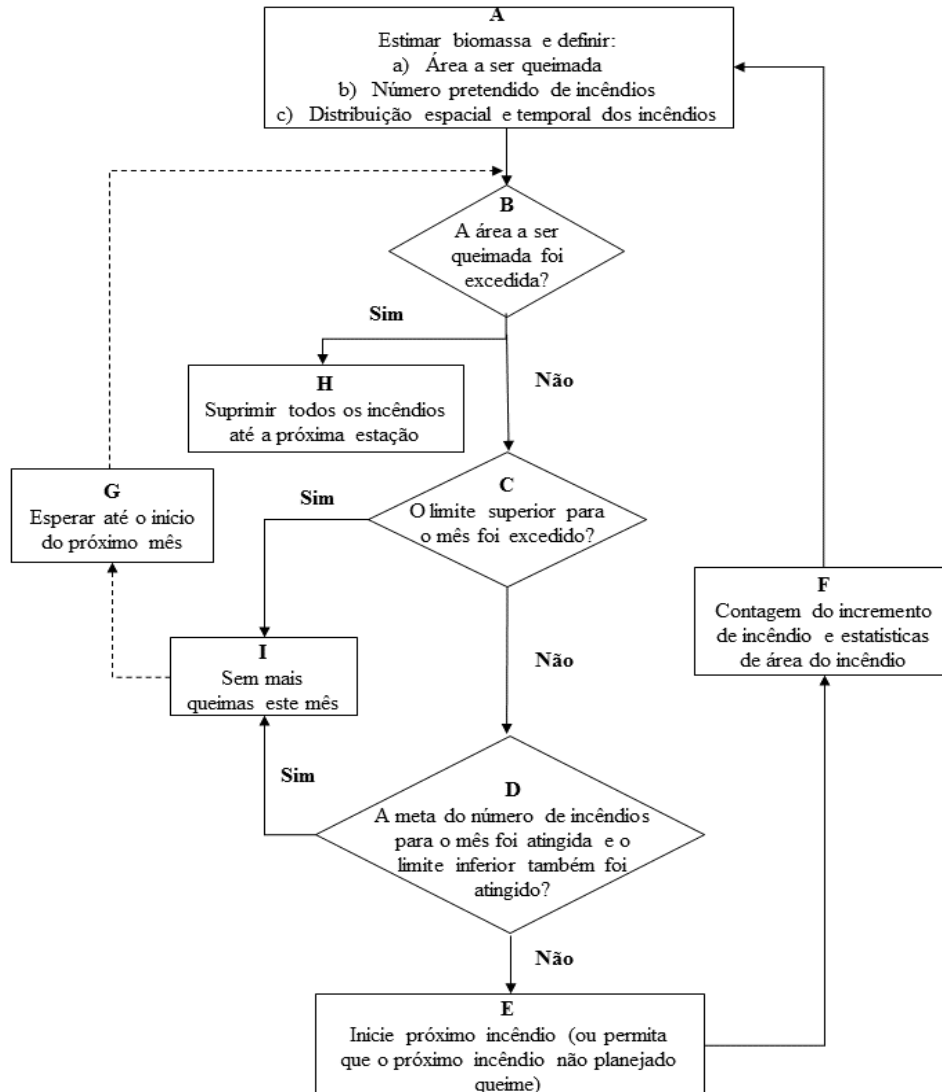 A
Estimar biomassa e definir:
a) Área a ser queimada
b) Número pretendido de incêndios
c) Distribuição espacial e temporal dos incêndios
B
A área a ser
queimada foi
excedida?
Sim
Não
H
Suprimir todos os incêndios
até a próxima estação
C
O limite superior para
o mês foi excedido?
Sim
G
Esperar até o início
do próximo mês
F
Contagem do incremento
de incêndio e estatísticas
de área do incêndio
I
Sem mais
queimas este mês
Não
Sim
D
A meta do número de incêndios
para o mês foi atingida e o
limite inferior também foi
atingido?
Não
E
Inicie próximo incêndio (ou permita
que o próximo incêndio não planejado
queime)